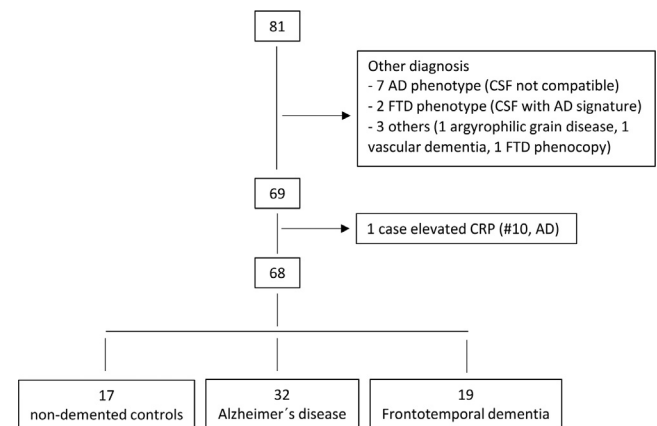 81
Other diagnosis
- 7 AD phenotype (CSF not compatible)
- 2 FTD phenotype (CSF with AD signature)
- 3 others (1 argyrophilic grain disease, 1
vascular dementia, 1 FTD phenocopy)
69
1 case elevated CRP (#10, AD)
68
17
non-demented controls
32
Alzheimer´s disease
19
Frontotemporal dementia